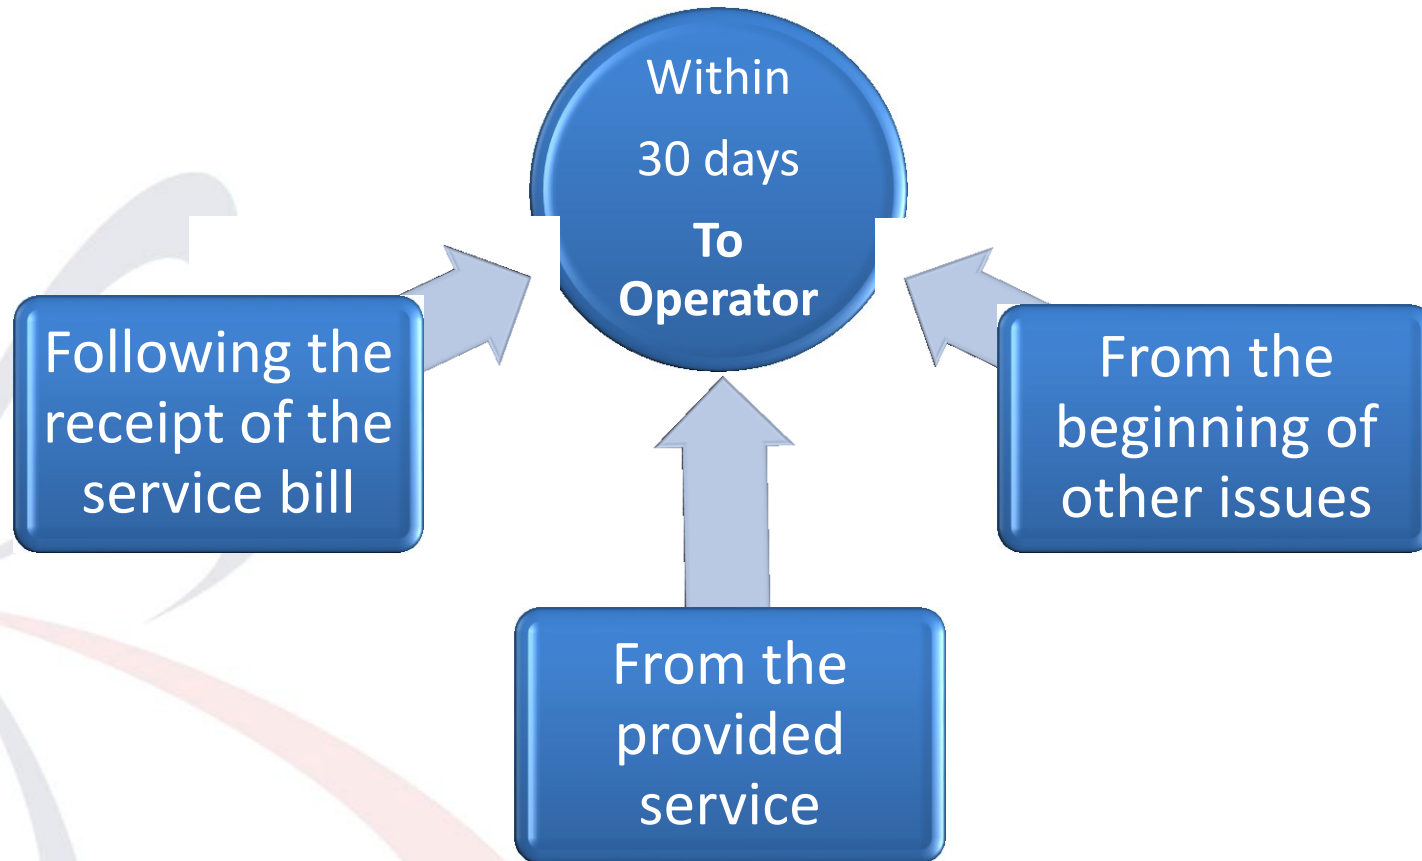 Within
30 days
To
Operator
Following the
receipt of the
service bill
From the
beginning of
other issues
From the
provided
service